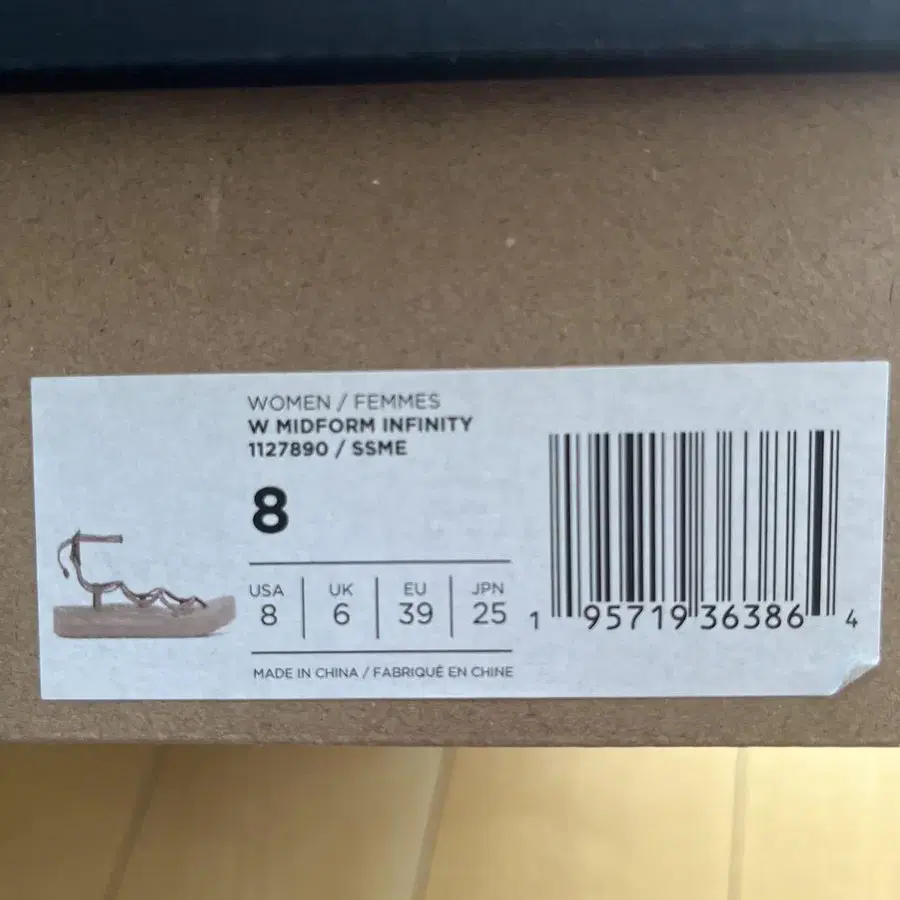 WOMEN / FEMMES
W MIDFORM INFINITY
1127890 / SSME
8
USA UK EU JPN
8 6 39 25
MADE IN CHINA / FABRIQUÉ EN CHINE
1 95719 36386 4